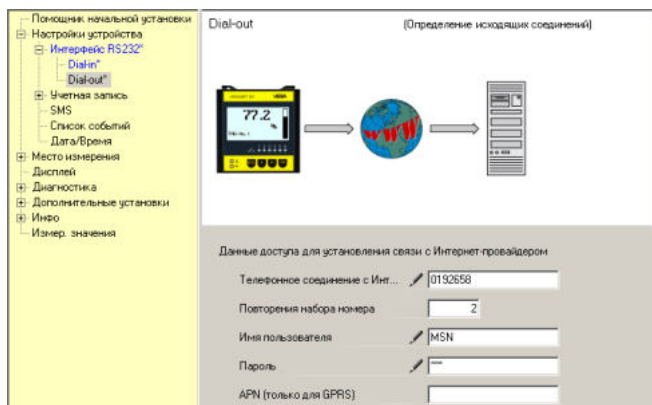 Помощник начальной установки
Настройки устройства
Интерфейс RS232"
Dial-in"
Dial-out"
Учетная запись
SMS
Список событий
Дата/Время
Место измерения
Дисплей
Диагностика
Дополнительные установки
Инфо
Измер. значения
Dial-out
(Определение исходящих соединений)
VEGA
77.2
%
www
Данные доступа для установления связи с Интернет-провайдером
Телефонное соединение с Инт... 0192658
Повторения набора номера 2
Имя пользователя MSN
Пароль
APN (только для GPRS)